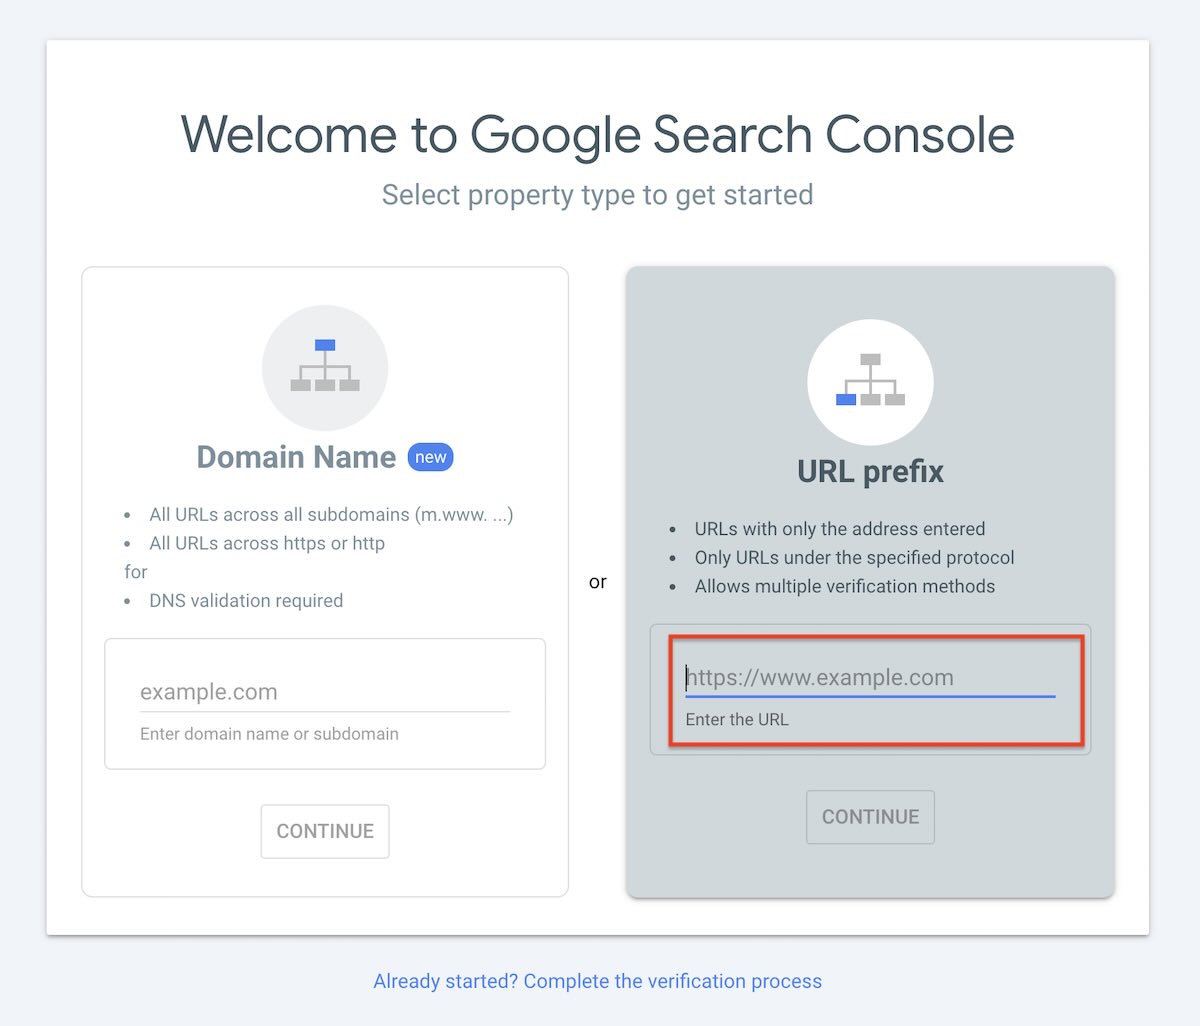 Welcome to Google Search Console
Select property type to get started
Domain Name new
• All URLs across all subdomains (m.www. ...)
• All URLs across https or http
for
• DNS validation required
example.com
Enter domain name or subdomain
CONTINUE
or
URL prefix
• URLs with only the address entered
• Only URLs under the specified protocol
• Allows multiple verification methods
https://www.example.com
Enter the URL
CONTINUE
Already started? Complete the verification process